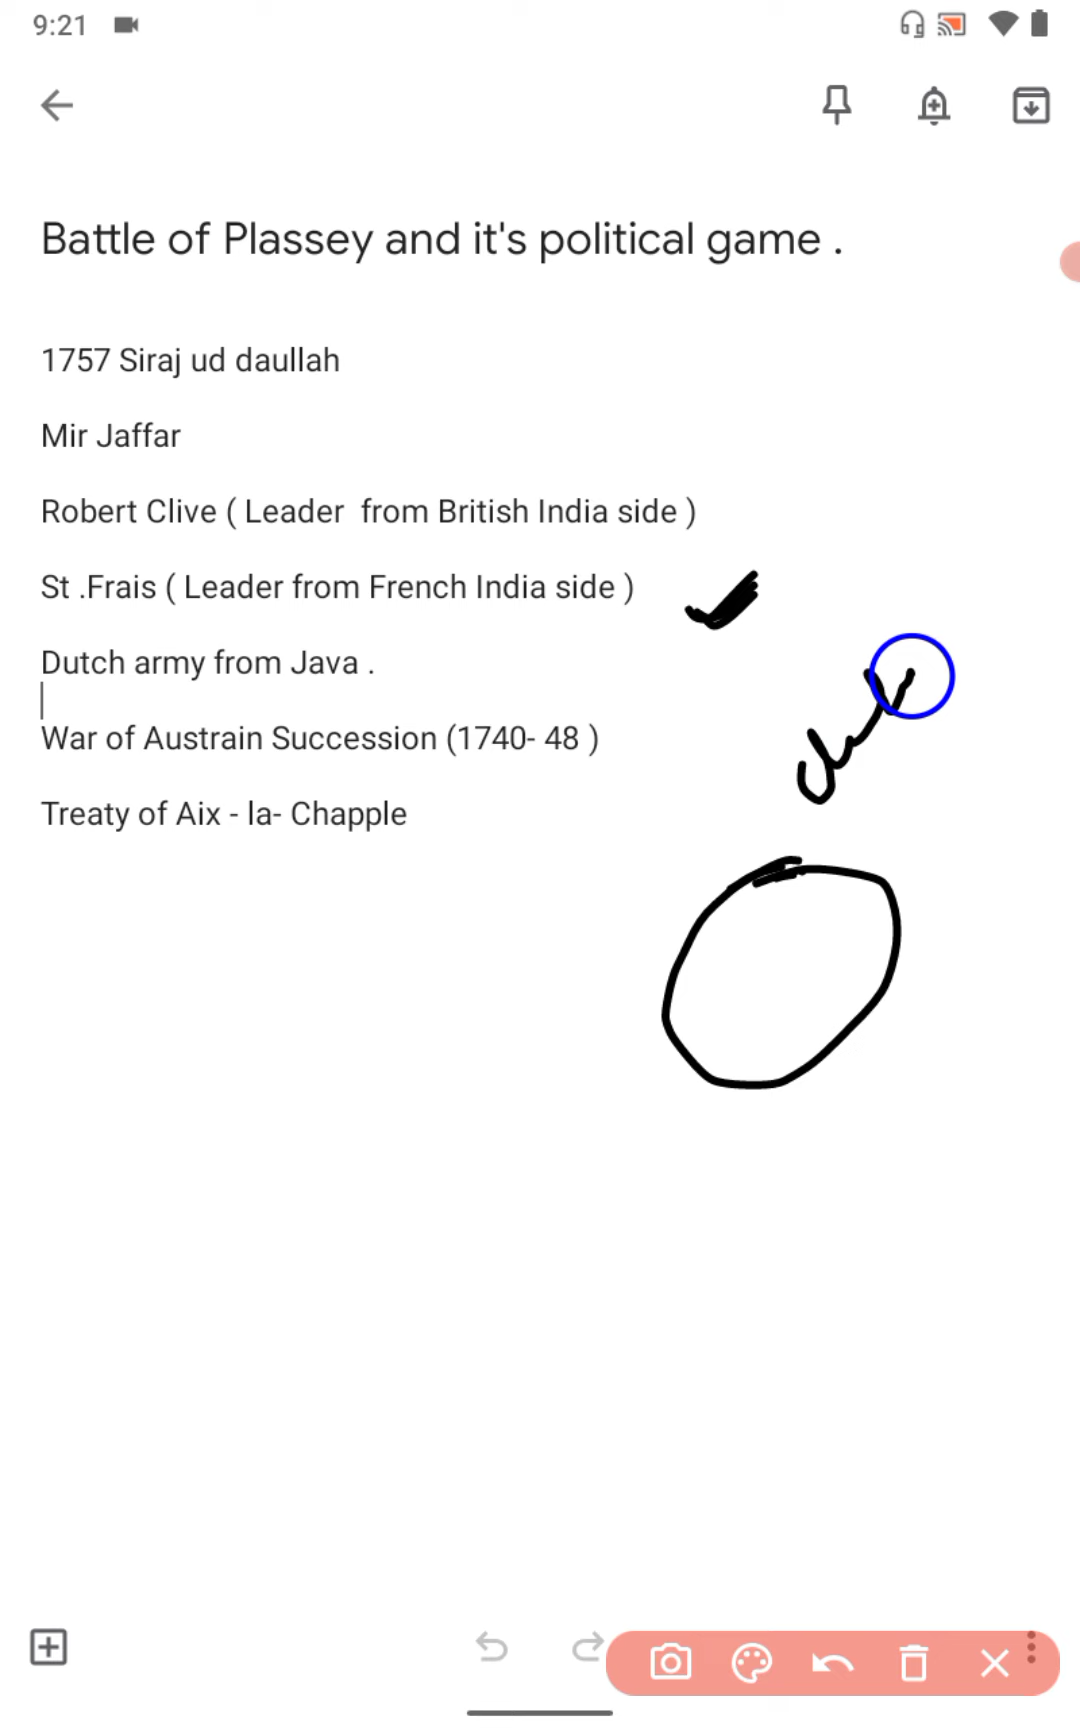 9:21
Battle of Plassey and it's political game .
1757 Siraj ud daullah
Mir Jaffar
Robert Clive ( Leader  from British India side )
St .Frais ( Leader from French India side )
Dutch army from Java .
War of Austrain Succession (1740- 48 )
Treaty of Aix - la- Chapple